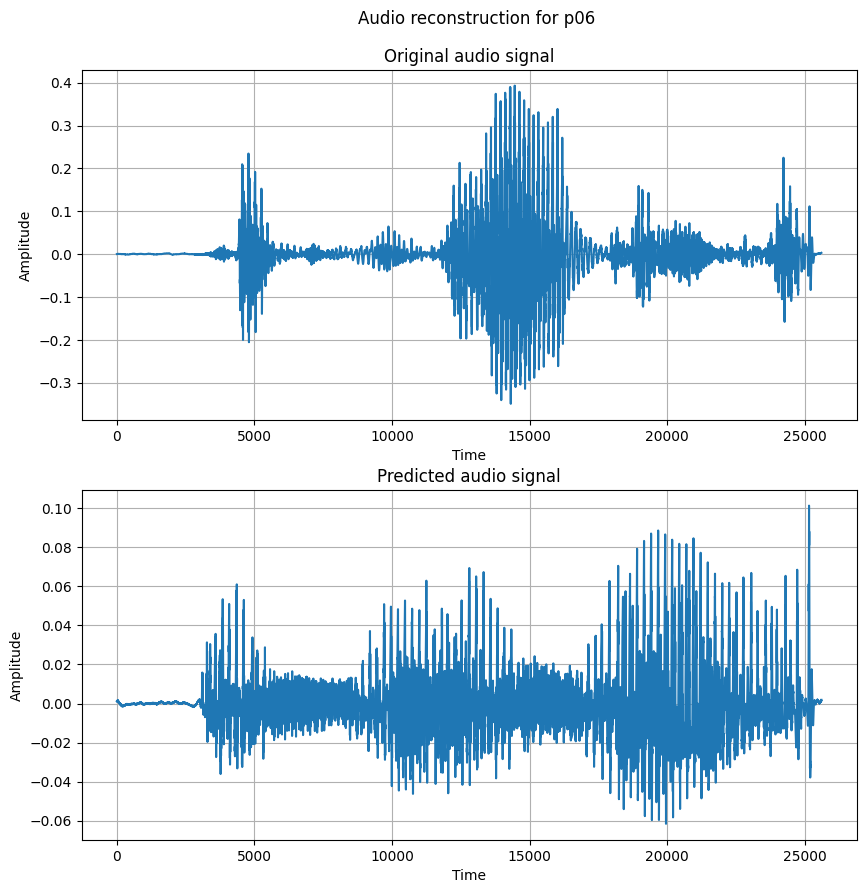 Audio reconstruction for p06
Original audio signal
0.4
0.3
0.2
0.1
0.0
−0.1
−0.2
−0.3
Amplitude
0 5000 10000 15000 20000 25000
Time
Predicted audio signal
0.10
0.08
0.06
0.04
0.02
0.00
−0.02
−0.04
−0.06
Amplitude
0 5000 10000 15000 20000 25000
Time